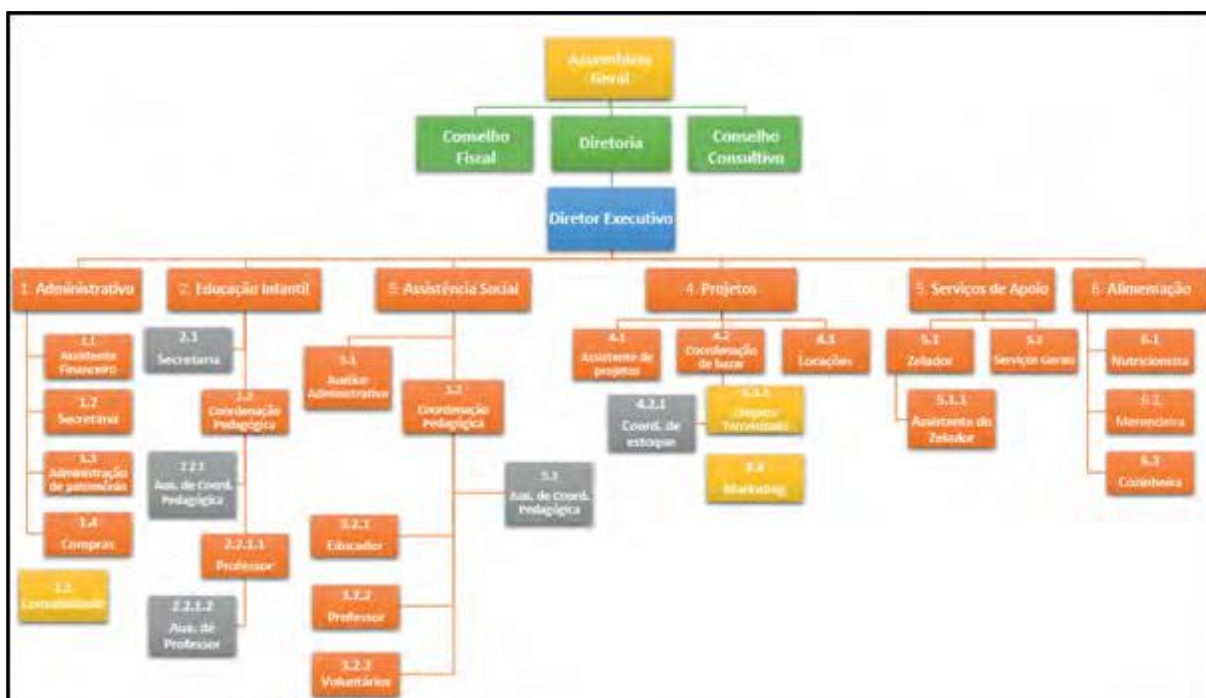 Assembleia
Geral
Conselho
Fiscal
Diretoria
Conselho
Consultivo
Diretor Executivo
1. Administrativo
2. Educação Infantil
3. Assistência Social
4. Projetos
5. Serviços de Apoio
6. Alimentação
1.1
Assistente
Financeiro
1.2
Secretária
1.3
Administração
de patrimônio
1.4
Compras
Contabilidade
2.1
Secretaria
2.2
Coordenação
Pedagógica
2.2.1
Aux. de Coord.
Pedagógica
2.2.1.1
Professor
2.2.1.2
Aux. de
Professor
3.1
Auxiliar
Administrativo
3.2
Coordenação
Pedagógica
3.3
Aux. de Coord.
Pedagógica
3.2.1
Educador
3.2.2
Professor
3.2.3
Voluntários
4.1
Assistente de
projetos
4.2
Coordenação
de bazar
4.3
Locações
4.2.1
Coord. de
estoque
Limpeza
Terceirizada
Marketing
5.1
Zelador
5.2
Serviços Gerais
5.1.1
Assistente do
Zelador
6.1
Nutricionista
6.2
Merendeira
6.3
Cozinheira